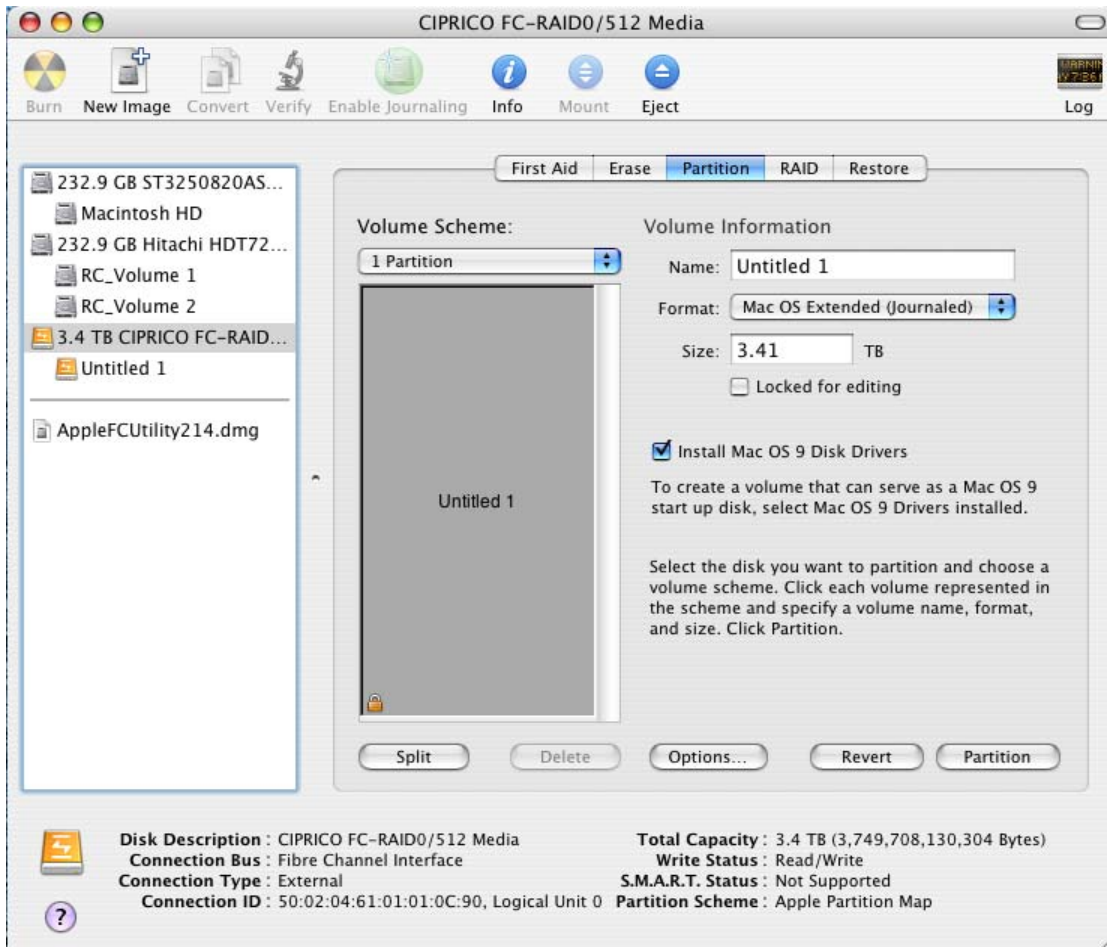 CIPRICO FC-RAID0/512 Media
Burn New Image Convert Verify Enable Journaling Info Mount Eject Log
First Aid Erase Partition RAID Restore
232.9 GB ST3250820AS...
Macintosh HD
232.9 GB Hitachi HDT72...
RC_Volume 1
RC_Volume 2
3.4 TB CIPRICO FC-RAID...
Untitled 1
AppleFCUtility214.dmg
Volume Scheme:
1 Partition
Untitled 1
Volume Information
Name: Untitled 1
Format: Mac OS Extended (Journaled)
Size: 3.41 TB
Locked for editing
Install Mac OS 9 Disk Drivers
To create a volume that can serve as a Mac OS 9
start up disk, select Mac OS 9 Drivers installed.
Select the disk you want to partition and choose a
volume scheme. Click each volume represented in
the scheme and specify a volume name, format,
and size. Click Partition.
Split Delete Options... Revert Partition
Disk Description : CIPRICO FC-RAID0/512 Media
Connection Bus : Fibre Channel Interface
Connection Type : External
Connection ID : 50:02:04:61:01:01:0C:90, Logical Unit 0
Total Capacity : 3.4 TB (3,749,708,130,304 Bytes)
Write Status : Read/Write
S.M.A.R.T. Status : Not Supported
Partition Scheme : Apple Partition Map
?